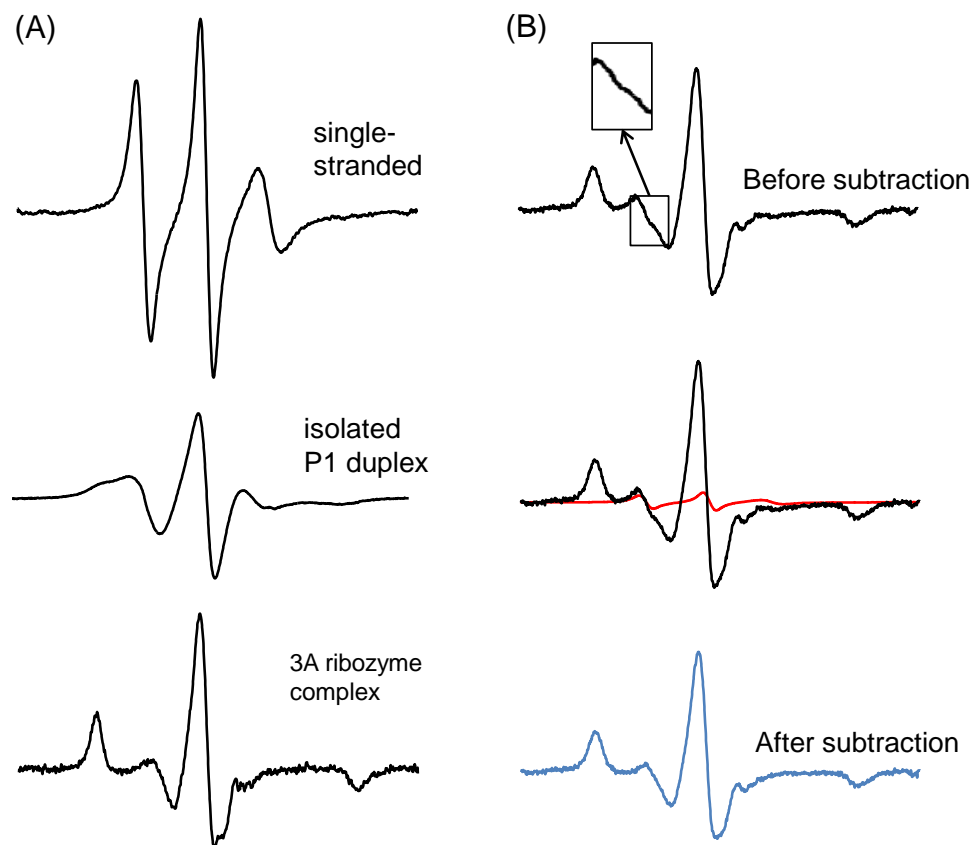 (A)
single-
stranded
isolated
P1 duplex
3A ribozyme
complex
(B)
Before subtraction
After subtraction